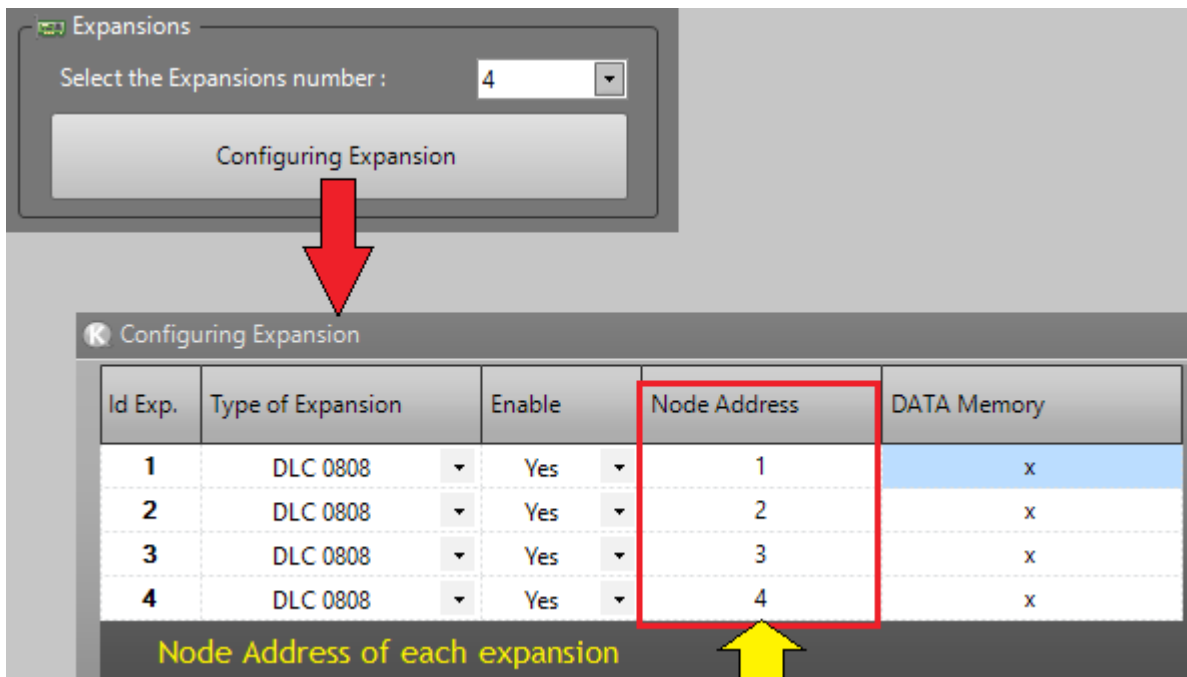 Expansions
Select the Expansions number : 4
Configuring Expansion
Configuring Expansion
Id Exp. Type of Expansion Enable Node Address DATA Memory
1 DLC 0808 Yes 1 x
2 DLC 0808 Yes 2 x
3 DLC 0808 Yes 3 x
4 DLC 0808 Yes 4 x
Node Address of each expansion